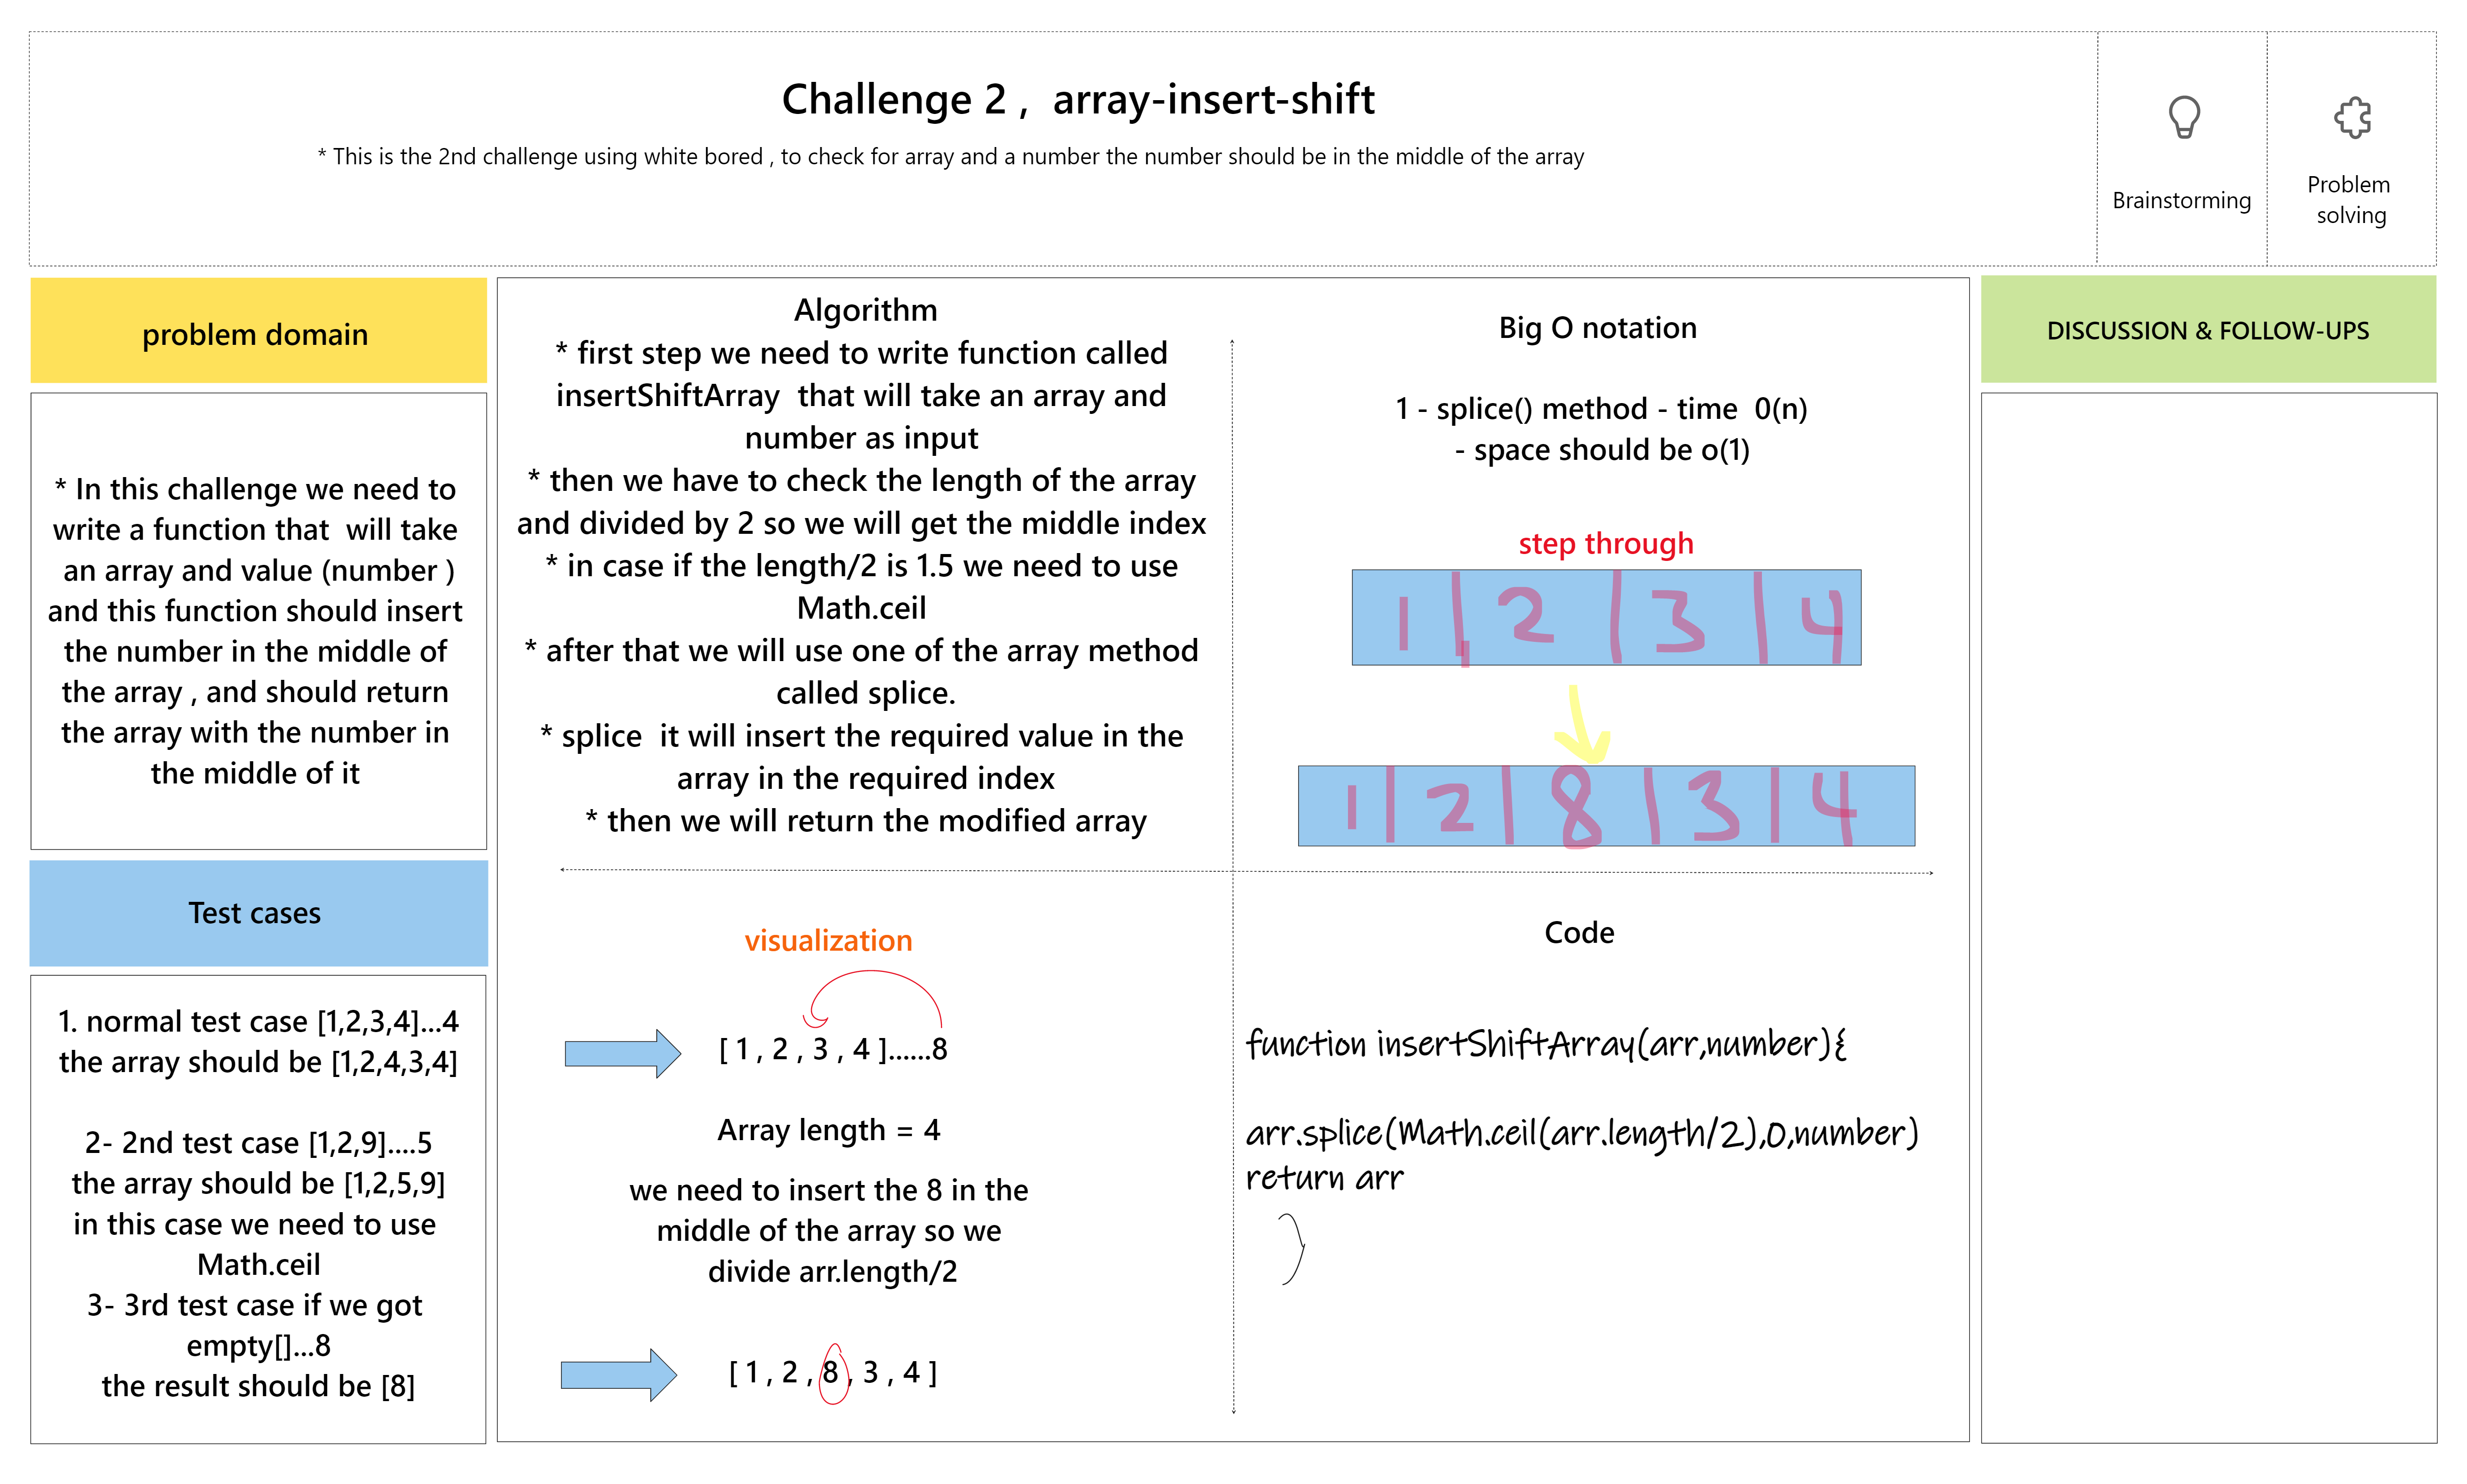 Challenge 2 ,  array-insert-shift
* This is the 2nd challenge using white bored , to check for array and a number the number should be in the middle of the array
Brainstorming
Problem
solving
problem domain
* In this challenge we need to
write a function that  will take
an array and value (number )
and this function should insert
the number in the middle of
the array , and should return
the array with the number in
the middle of it
Test cases
1. normal test case [1,2,3,4]...4
the array should be [1,2,4,3,4]
2- 2nd test case [1,2,9]....5
the array should be [1,2,5,9]
in this case we need to use
Math.ceil
3- 3rd test case if we got
empty[]...8
the result should be [8]
Algorithm
* first step we need to write function called
insertShiftArray  that will take an array and
number as input
* then we have to check the length of the array
and divided by 2 so we will get the middle index
* in case if the length/2 is 1.5 we need to use
Math.ceil
* after that we will use one of the array method
called splice.
* splice  it will insert the required value in the
array in the required index
* then we will return the modified array
Big O notation
1 - splice() method - time  0(n)
- space should be o(1)
step through
1 | 2 | 3 | 4
1 | 2 | 8 | 3 | 4
visualization
[ 1 , 2 , 3 , 4 ]......8
Array length = 4
we need to insert the 8 in the
middle of the array so we
divide arr.length/2
[ 1 , 2 , 8 , 3 , 4 ]
Code
function insertShiftArray(arr,number){
arr.splice(Math.ceil(arr.length/2),0,number)
return arr
}
DISCUSSION & FOLLOW-UPS